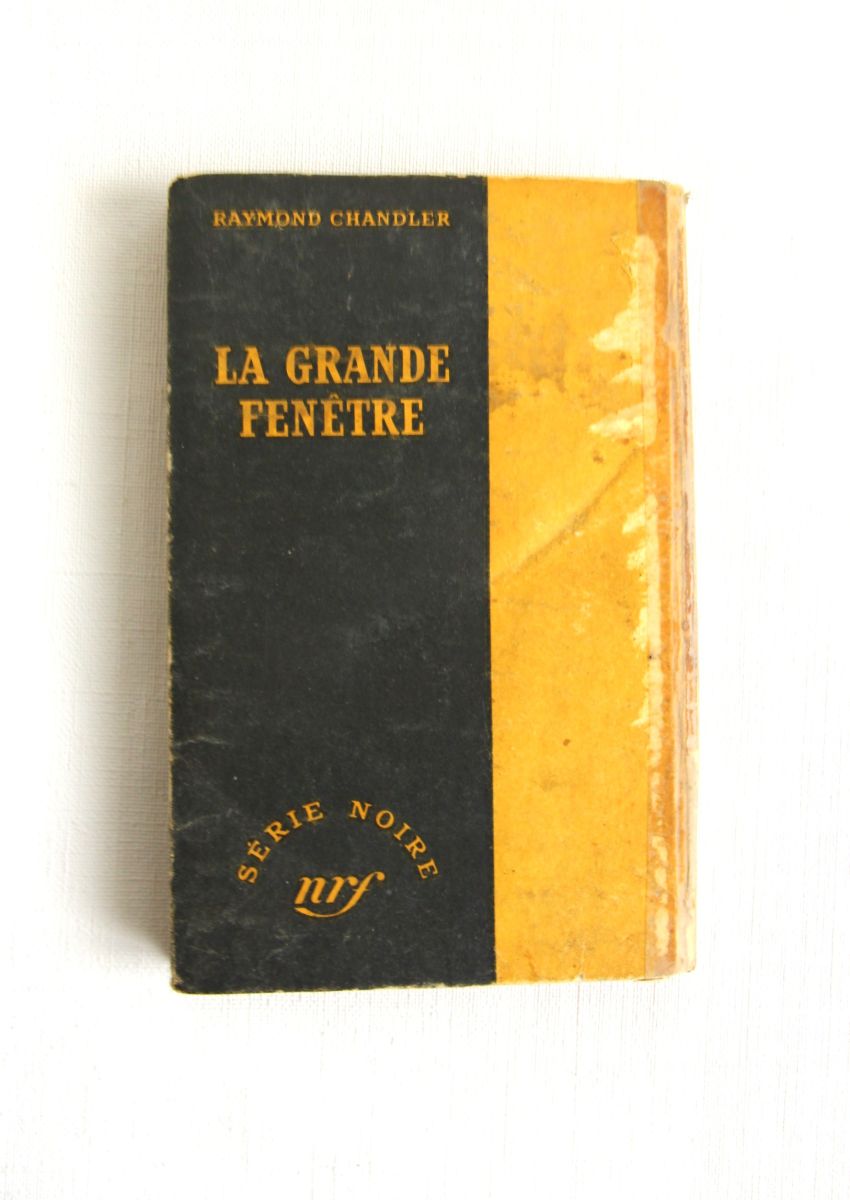 RAYMOND CHANDLER
LA GRANDE
FENÊTRE
SÉRIE NOIRE
nrf